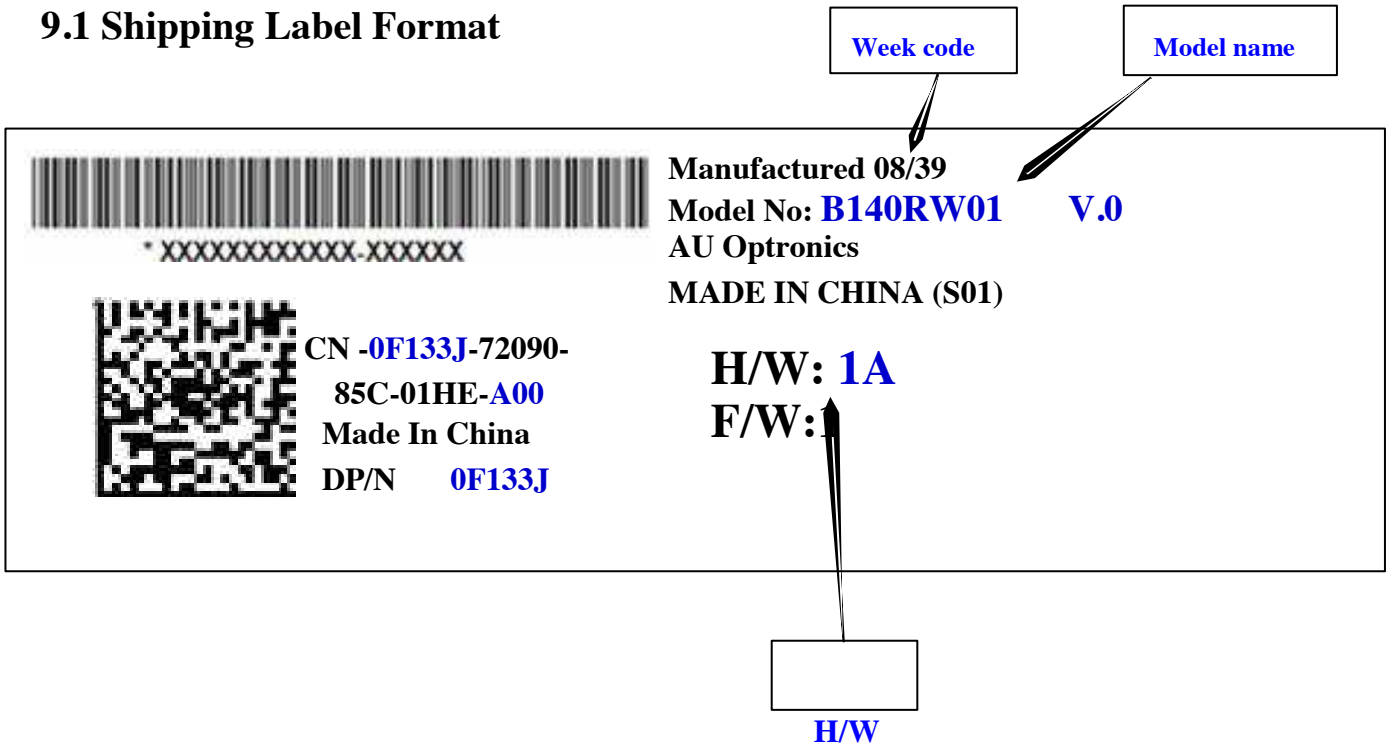 9.1 Shipping Label Format
Week code
Model name
Manufactured 08/39
Model No: B140RW01 V.0
AU Optronics
MADE IN CHINA (S01)
* XXXXXXXXXXXX-XXXXXX
CN -0F133J-72090-
85C-01HE-A00
Made In China
DP/N 0F133J
H/W: 1A
F/W:1
H/W